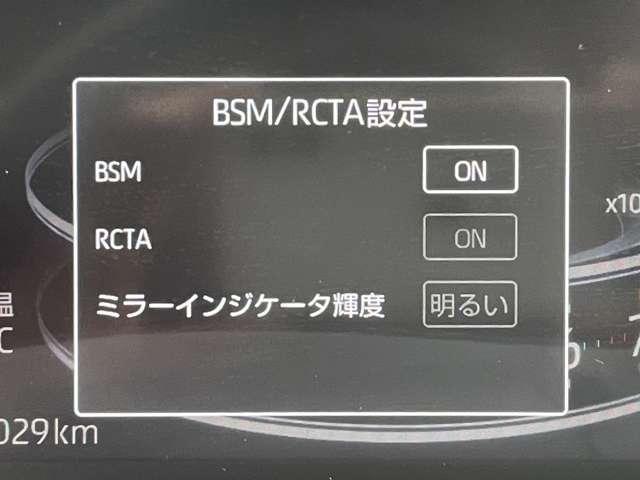 BSM/RCTA設定
BSM ON
RCTA ON
ミラーインジケータ輝度 明るい
x10
温
C
029km